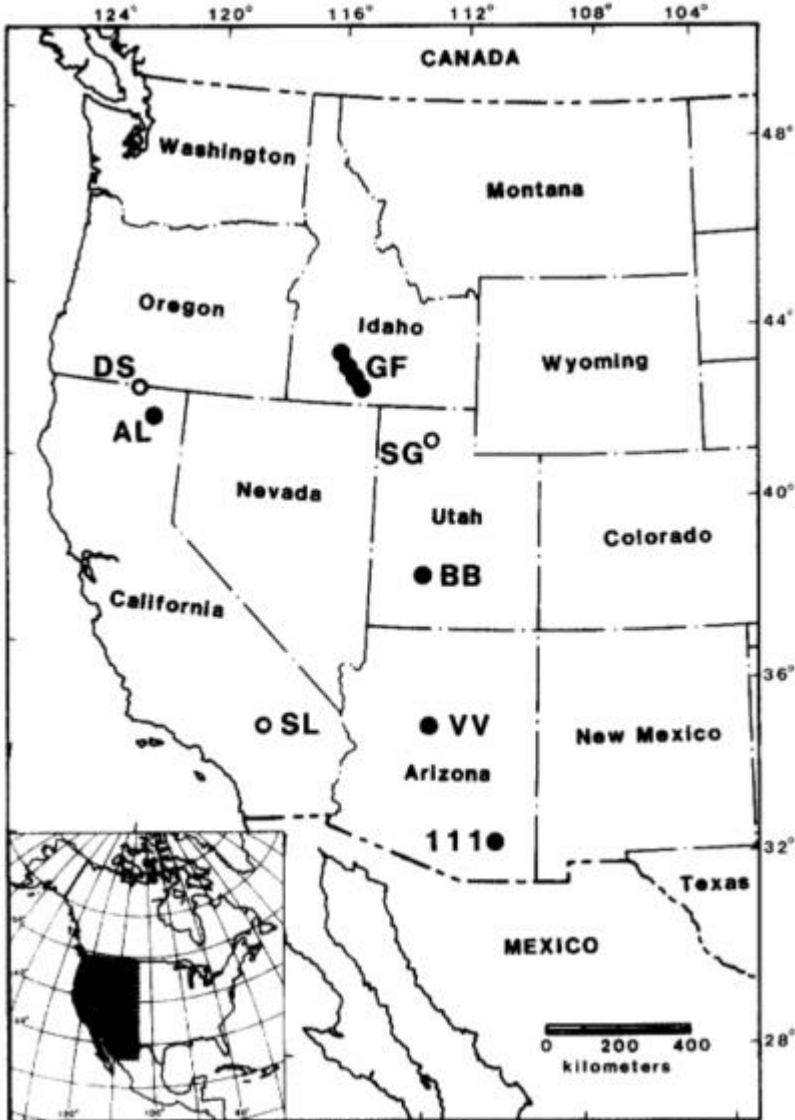 124° 120° 116° 112° 104°
CANADA
48°
Washington
Montana
Oregon
44°
Idaho
Wyoming
DS
GF
AL
SG
40°
Nevada
Utah
Colorado
BB
California
36°
SL
VV
New Mexico
Arizona
111
32°
Texas
MEXICO
0 200 400
kilometers
28°